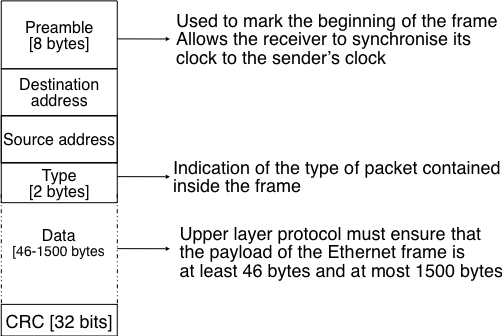 Preamble
[8 bytes]
Used to mark the beginning of the frame
Allows the receiver to synchronise its
clock to the sender's clock
Destination
address
Source address
Type
[2 bytes]
Indication of the type of packet contained
inside the frame
Data
[46-1500 bytes
Upper layer protocol must ensure that
the payload of the Ethernet frame is
at least 46 bytes and at most 1500 bytes
CRC [32 bits]